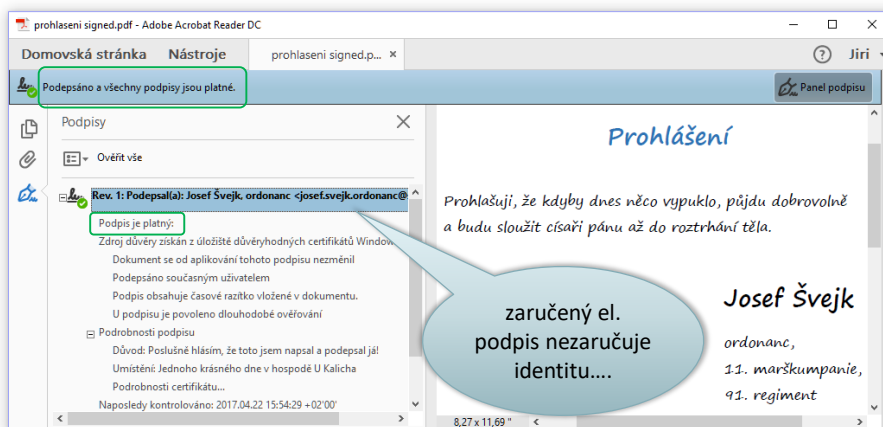 prohlaseni signed.pdf - Adobe Acrobat Reader DC
Domovská stránka Nástroje prohlaseni signed.p... × ? Jiri
Podepsáno a všechny podpisy jsou platné. Panel podpisu
Podpisy
Ověřit vše
Rev. 1: Podepsal(a): Josef Švejk, ordonanc <josef.svejk.ordonanc@
Podpis je platný:
Zdroj důvěry získán z úložiště důvěryhodných certifikátů Window
Dokument se od aplikování tohoto podpisu nezměnil
Podepsáno současným uživatelem
Podpis obsahuje časové razítko vložené v dokumentu.
U podpisu je povoleno dlouhodobé ověřování
Podrobnosti podpisu
Důvod: Poslušně hlásím, že toto jsem napsal a podepsal já!
Umístění: Jednoho krásného dne v hospodě U Kalicha
Podrobnosti certifikátu...
Naposledy kontrolováno: 2017.04.22 15:54:29 +02'00'
zaručený el.
podpis nezaručuje
identitu....
Prohlášení
Prohlašuji, že kdyby dnes něco vypuklo, půjdu dobrovolně
a budu sloužit císaři pánu až do roztrhání těla.
Josef Švejk
ordonanc,
11. marškumpanie,
91. regiment
8,27 x 11,69 "